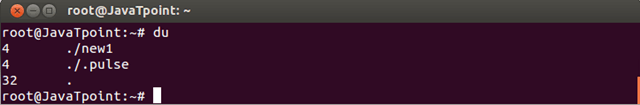 root@JavaTpoint: ~
root@JavaTpoint:~# du
4       ./new1
4       ./.pulse
32      .
root@JavaTpoint:~#